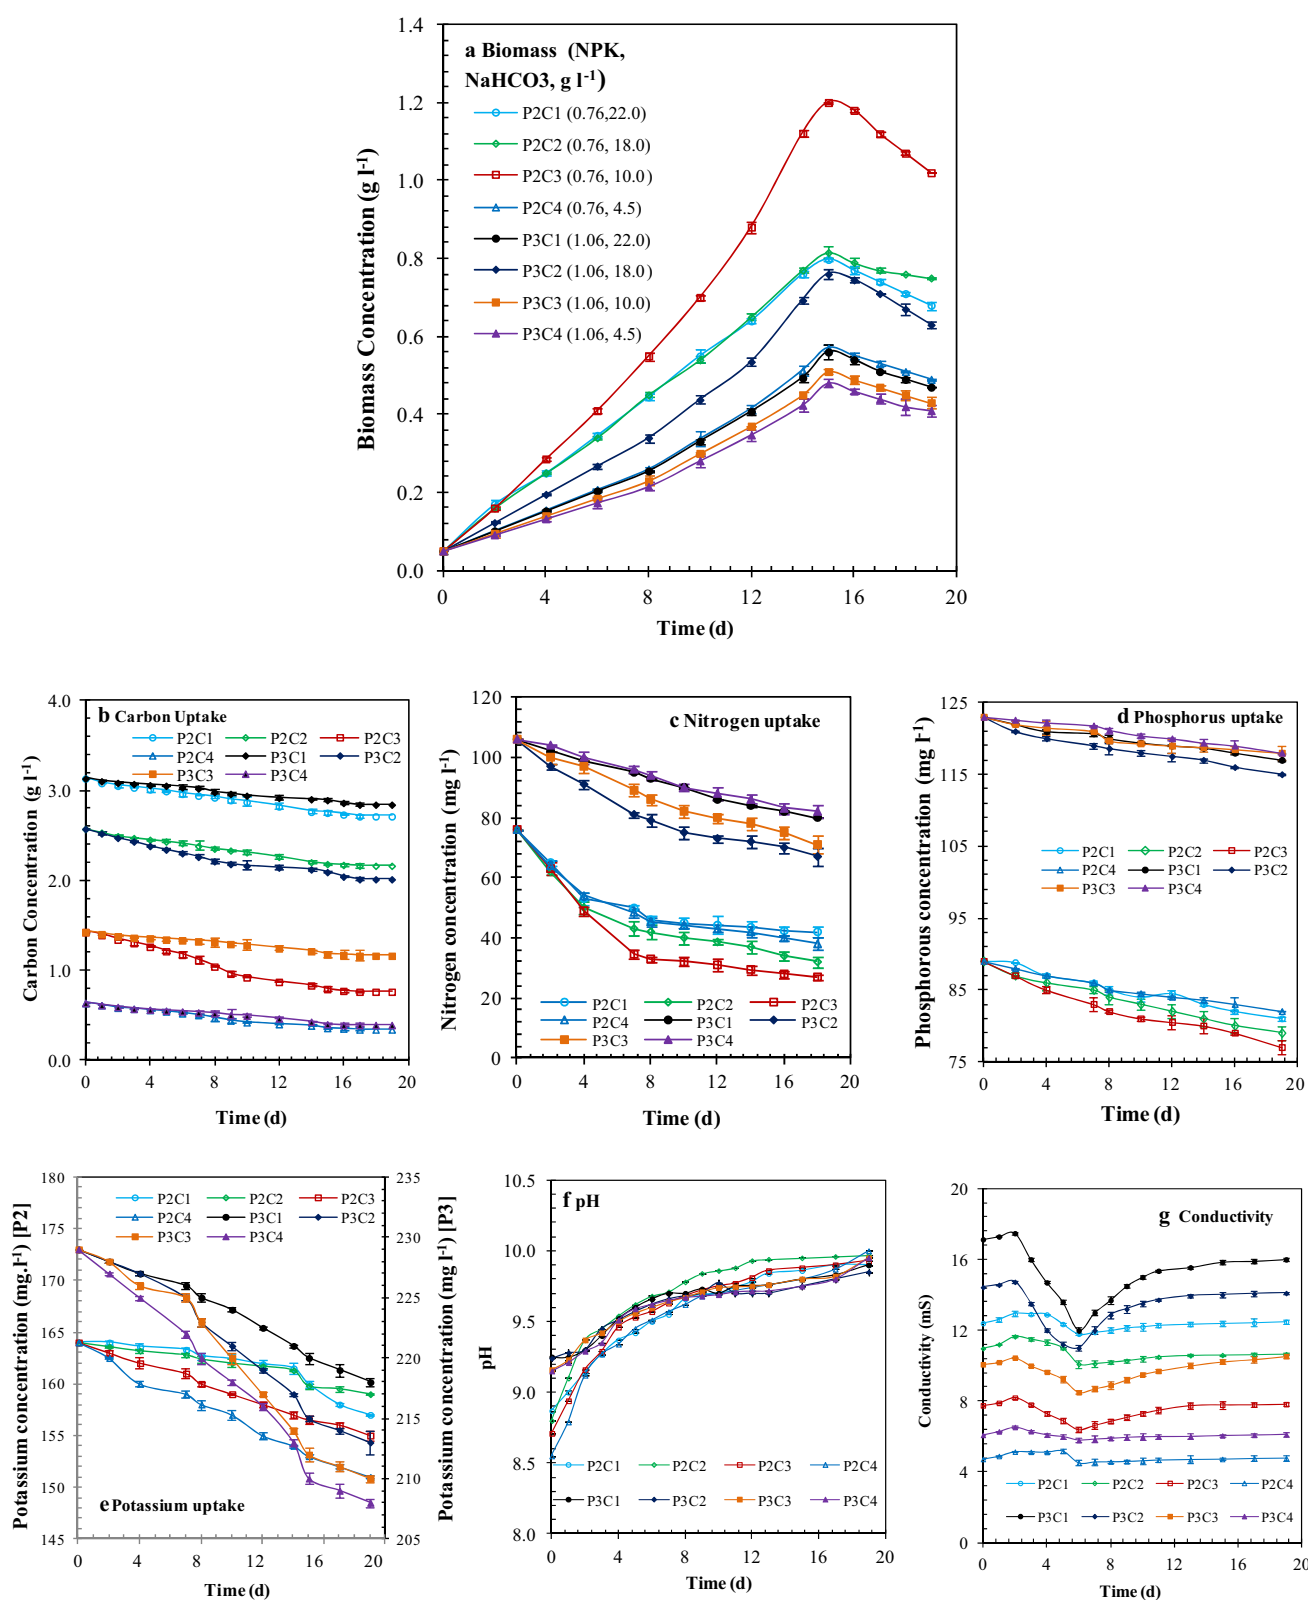 a Biomass (NPK,
NaHCO3, g l-1)
P2C1 (0.76,22.0)
P2C2 (0.76, 18.0)
P2C3 (0.76, 10.0)
P2C4 (0.76, 4.5)
P3C1 (1.06, 22.0)
P3C2 (1.06, 18.0)
P3C3 (1.06, 10.0)
P3C4 (1.06, 4.5)
Biomass Concentration (g l-1)
1.4
1.2
1.0
0.8
0.6
0.4
0.2
0.0
0 4 8 12 16 20
Time (d)
b Carbon Uptake
P2C1 P2C2 P2C3
P2C4 P3C1 P3C2
P3C3 P3C4
Carbon Concentration (g l-1)
4.0
3.0
2.0
1.0
0.0
0 4 8 12 16 20
Time (d)
c Nitrogen uptake
Nitrogen concentration (mg l-1)
120
100
80
60
40
20
0
P2C1 P2C2 P2C3
P2C4 P3C1 P3C2
P3C3 P3C4
0 4 8 12 16 20
Time (d)
d Phosphorus uptake
Phosphorous concentration (mg l-1)
125
115
105
95
85
75
P2C1 P2C2 P2C3
P2C4 P3C1 P3C2
P3C3 P3C4
0 4 8 12 16 20
Time (d)
Potassium concentration (mg.l-1) [P2]
180
175
170
165
160
155
150
145
P2C1 P2C2 P2C3
P2C4 P3C1 P3C2
P3C3 P3C4
e Potassium uptake
235
230
225
220
215
210
205
Potassium concentration (mg l-1) [P3]
0 4 8 12 16 20
Time (d)
f pH
pH
10.5
10.0
9.5
9.0
8.5
8.0
P2C1 P2C2 P2C3 P2C4
P3C1 P3C2 P3C3 P3C4
0 4 8 12 16 20
Time (d)
g Conductivity
Conductivity (mS)
20
16
12
8
4
0
P2C1 P2C2 P2C3 P2C4
P3C1 P3C2 P3C3 P3C4
0 4 8 12 16 20
Time (d)